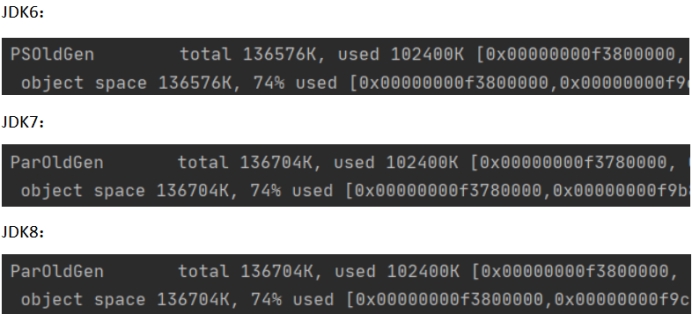 JDK6:
PSOldGen total 136576K, used 102400K [0x00000000f3800000,
object space 136576K, 74% used [0x00000000f3800000,0x00000000f9
JDK7:
ParOldGen total 136704K, used 102400K [0x00000000f3780000,
object space 136704K, 74% used [0x00000000f3780000,0x00000000f9b
JDK8:
ParOldGen total 136704K, used 102400K [0x00000000f3800000,
object space 136704K, 74% used [0x00000000f3800000,0x00000000f9c